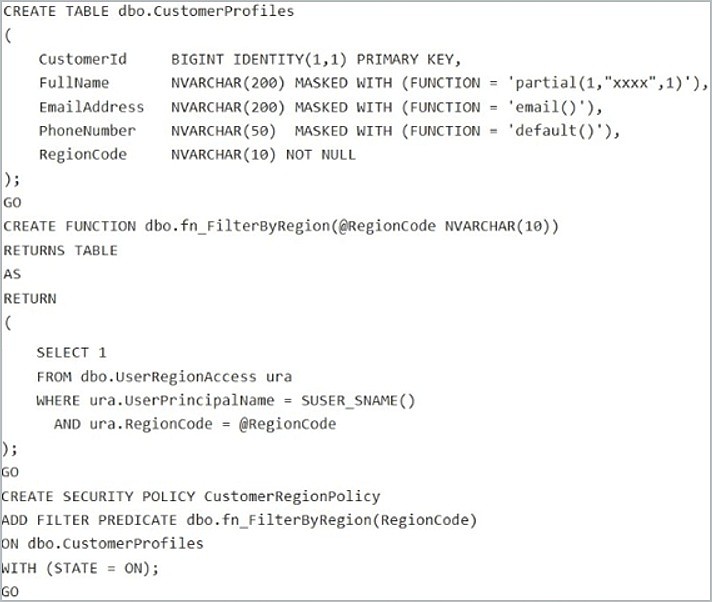 CREATE TABLE dbo.CustomerProfiles
(
    CustomerId     BIGINT IDENTITY(1,1) PRIMARY KEY,
    FullName       NVARCHAR(200) MASKED WITH (FUNCTION = 'partial(1,"xxxx",1)'),
    EmailAddress   NVARCHAR(200) MASKED WITH (FUNCTION = 'email()'),
    PhoneNumber    NVARCHAR(50)  MASKED WITH (FUNCTION = 'default()'),
    RegionCode     NVARCHAR(10) NOT NULL
);
GO
CREATE FUNCTION dbo.fn_FilterByRegion(@RegionCode NVARCHAR(10))
RETURNS TABLE
AS
RETURN
(
    SELECT 1
    FROM dbo.UserRegionAccess ura
    WHERE ura.UserPrincipalName = SUSER_SNAME()
      AND ura.RegionCode = @RegionCode
);
GO
CREATE SECURITY POLICY CustomerRegionPolicy
ADD FILTER PREDICATE dbo.fn_FilterByRegion(RegionCode)
ON dbo.CustomerProfiles
WITH (STATE = ON);
GO